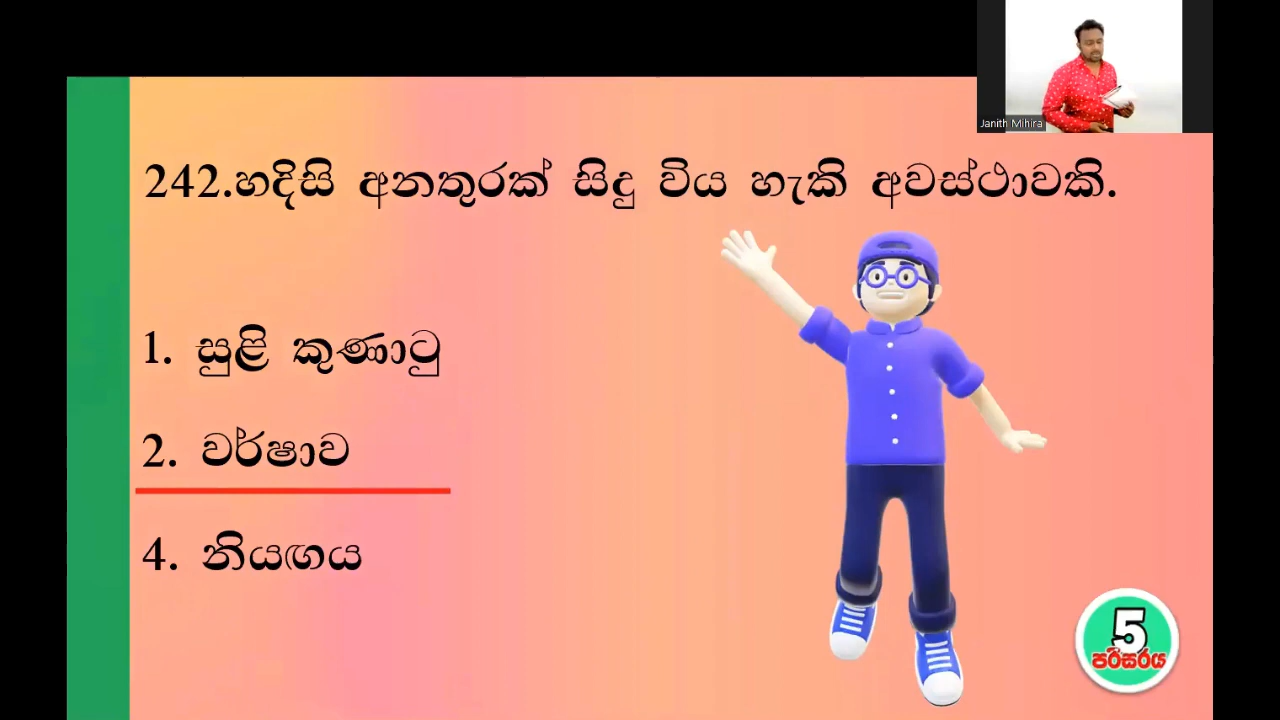 Janith Mihira
242.හදිසි අනතුරක් සිදු විය හැකි අවස්ථාවකි.
1. සුළි කුණාටු
2. වර්ෂාව
4. නියඟය
5
පරිසරය